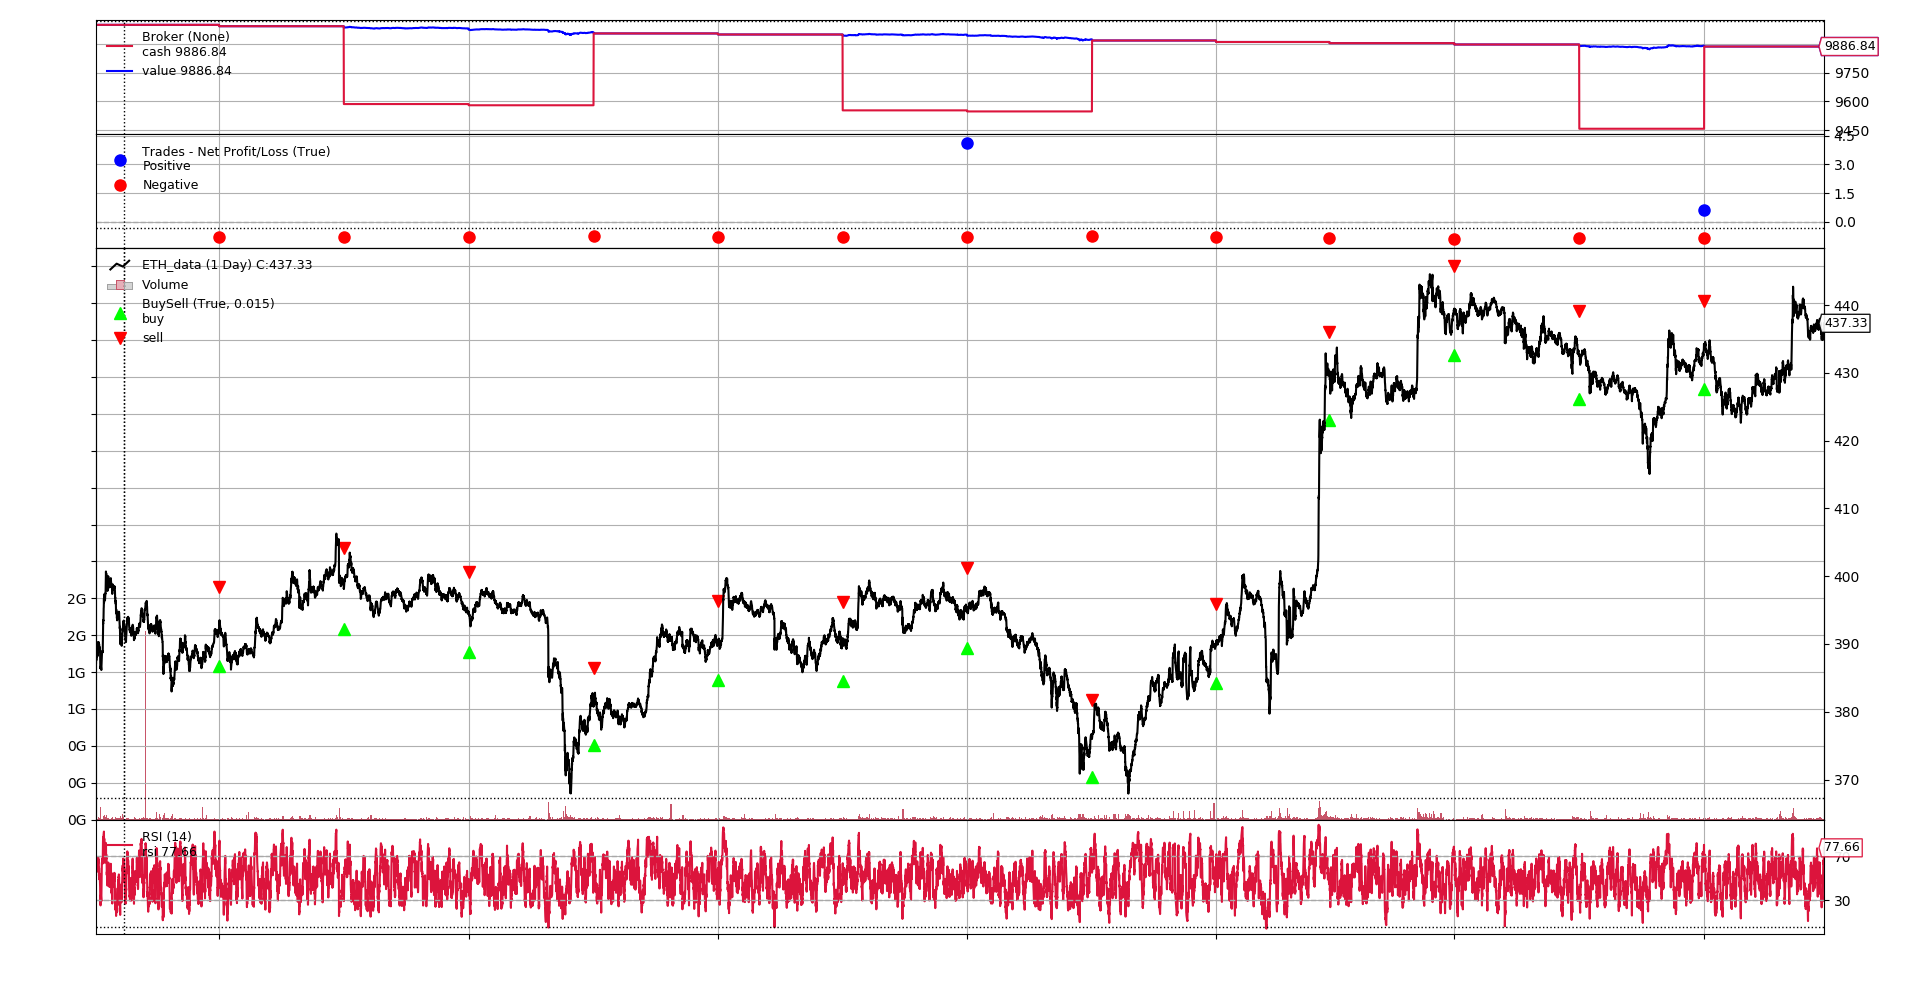 Broker (None)
cash 9886.84
value 9886.84
9886.84
9750
9600
9450
Trades - Net Profit/Loss (True)
Positive
Negative
4.5
3.0
1.5
0.0
ETH_data (1 Day) C:437.33
Volume
BuySell (True, 0.015)
buy
sell
440
437.33
430
420
410
400
390
380
370
2G
2G
1G
1G
0G
0G
0G
RSI (14)
rsi 77.66
77.66
70
30